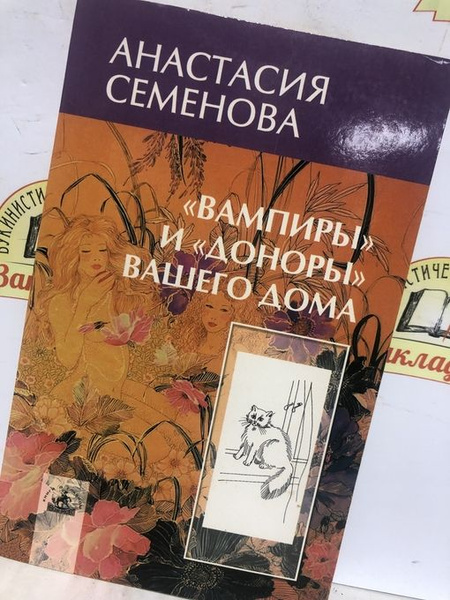 АНАСТАСИЯ
СЕМЕНОВА
«ВАМПИРЫ»
И «ДОНОРЫ»
ВАШЕГО ДОМА